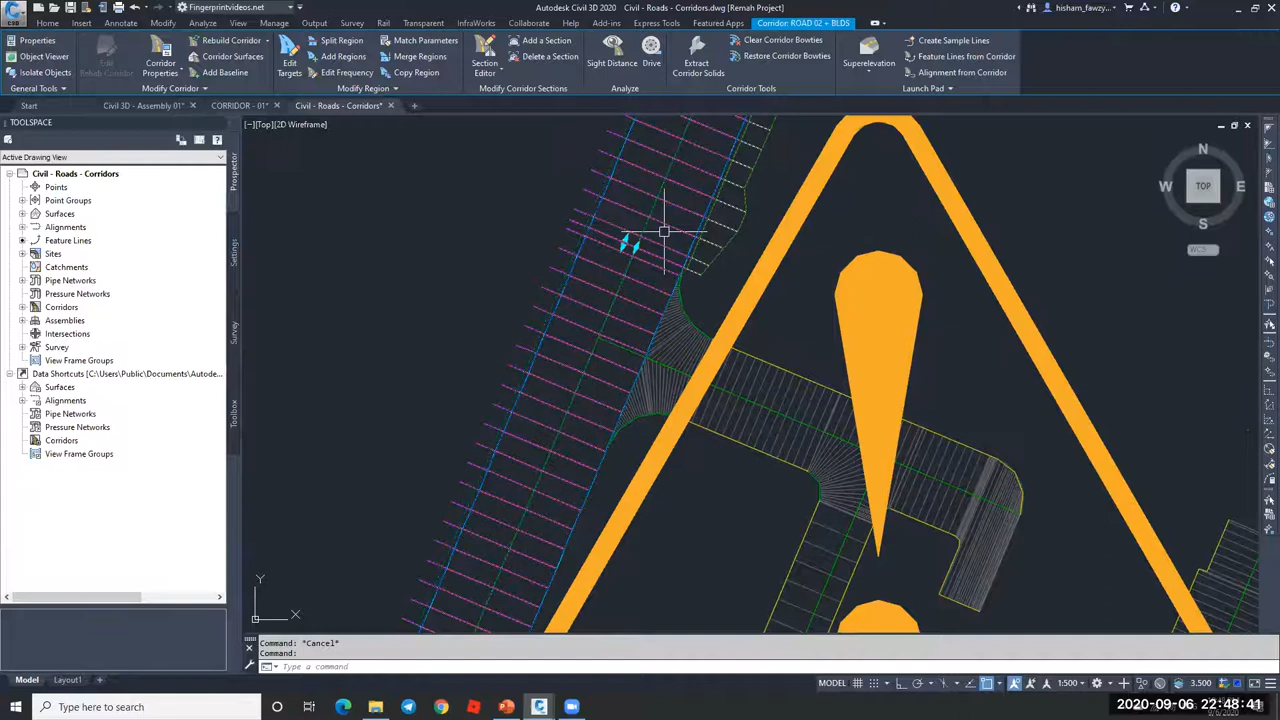 Fingerprintvideos.net
Autodesk Civil 3D 2020 - Civil - Roads - Corridors.dwg [Remah Project]
hisham_fawzy...
Home Insert Annotate Modify Analyze View Manage Output Survey Rail Transparent InfraWorks Collaborate Help Add-ins Express Tools Featured Apps Corridor: ROAD 02 + BLDS
Properties
Object Viewer
Isolate Objects
General Tools
Edit Rehab Corridor
Corridor Properties
Rebuild Corridor
Corridor Surfaces
Add Baseline
Modify Corridor
Edit Targets
Split Region
Add Regions
Edit Frequency
Match Parameters
Merge Regions
Copy Region
Modify Region
Section Editor
Add a Section
Delete a Section
Modify Corridor Sections
Sight Distance
Drive
Analyze
Extract Corridor Solids
Clear Corridor Bowties
Restore Corridor Bowties
Corridor Tools
Superelevation
Create Sample Lines
Feature Lines from Corridor
Alignment from Corridor
Launch Pad
Start
Civil 3D - Assembly 01*
CORRIDOR - 01*
Civil - Roads - Corridors*
TOOLSPACE
Active Drawing View
Civil - Roads - Corridors
Points
Point Groups
Surfaces
Alignments
Feature Lines
Sites
Catchments
Pipe Networks
Pressure Networks
Corridors
Assemblies
Intersections
Survey
View Frame Groups
Data Shortcuts [C:\Users\Public\Documents\Autode...
Surfaces
Alignments
Pipe Networks
Pressure Networks
Corridors
View Frame Groups
Prospector
Settings
Survey
Toolbox
[−][Top][2D Wireframe]
N
W TOP E
S
WCS
Y
X
Command: *Cancel*
Command:
Type a command
Model Layout1
MODEL 1:500 3.500
Type here to search
2020-09-06 22:48:41